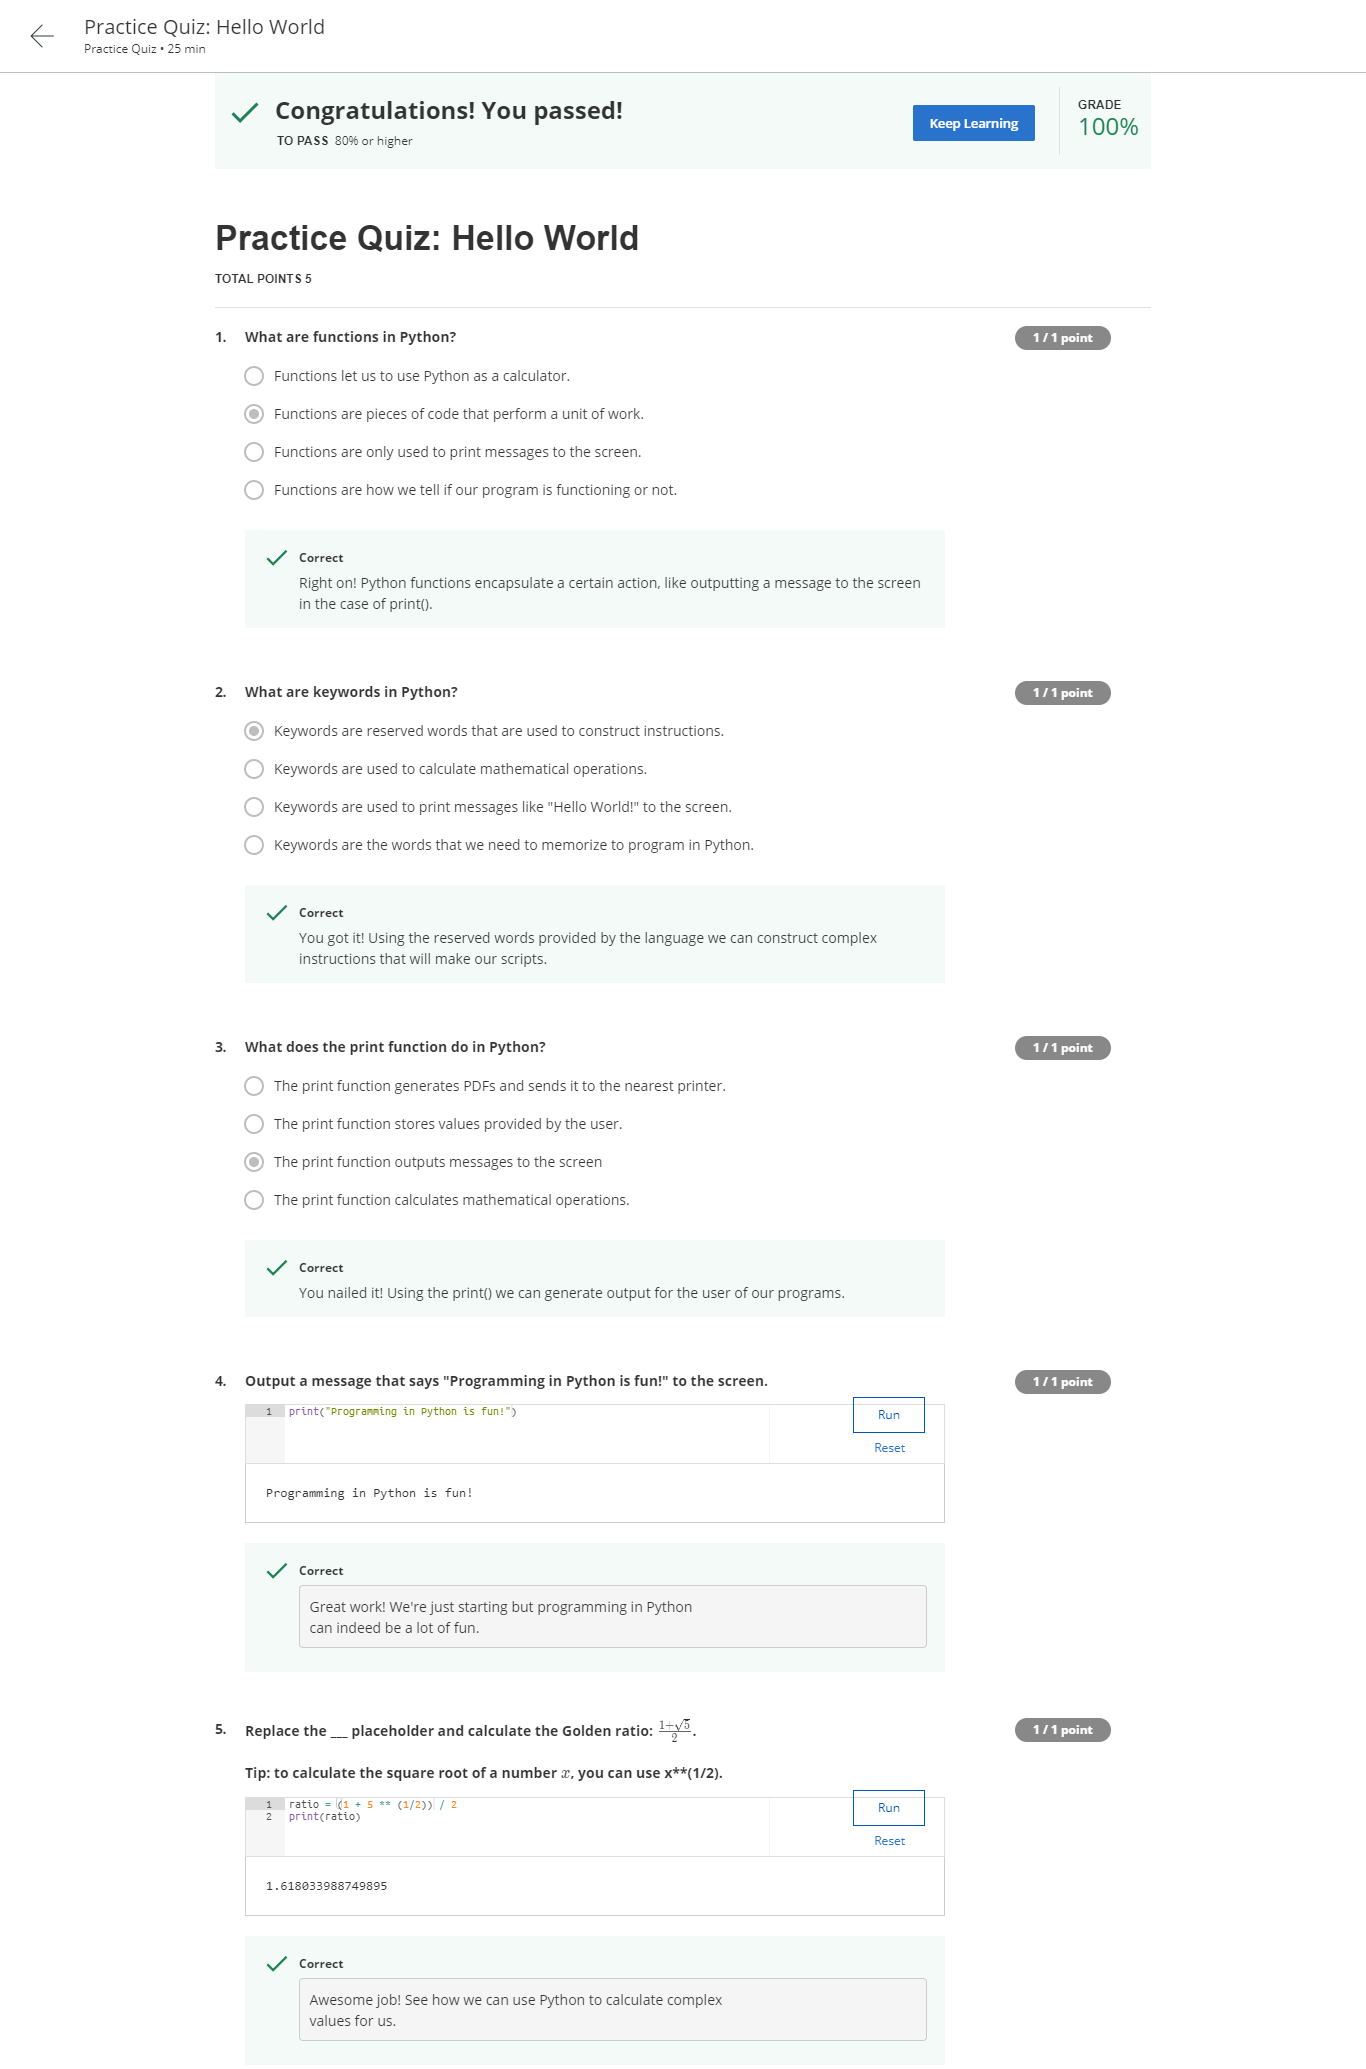 Practice Quiz: Hello World
Practice Quiz • 25 min
Congratulations! You passed!
TO PASS 80% or higher
Keep Learning
GRADE
100%
Practice Quiz: Hello World
TOTAL POINTS 5
1. What are functions in Python?
1 / 1 point
Functions let us to use Python as a calculator.
Functions are pieces of code that perform a unit of work.
Functions are only used to print messages to the screen.
Functions are how we tell if our program is functioning or not.
Correct
Right on! Python functions encapsulate a certain action, like outputting a message to the screen
in the case of print().
2. What are keywords in Python?
1 / 1 point
Keywords are reserved words that are used to construct instructions.
Keywords are used to calculate mathematical operations.
Keywords are used to print messages like "Hello World!" to the screen.
Keywords are the words that we need to memorize to program in Python.
Correct
You got it! Using the reserved words provided by the language we can construct complex
instructions that will make our scripts.
3. What does the print function do in Python?
1 / 1 point
The print function generates PDFs and sends it to the nearest printer.
The print function stores values provided by the user.
The print function outputs messages to the screen
The print function calculates mathematical operations.
Correct
You nailed it! Using the print() we can generate output for the user of our programs.
4. Output a message that says "Programming in Python is fun!" to the screen.
1 / 1 point
1 print("Programming in Python is fun!")
Run
Reset
Programming in Python is fun!
Correct
Great work! We're just starting but programming in Python
can indeed be a lot of fun.
5. Replace the ___ placeholder and calculate the Golden ratio: (1+√5)/2.
1 / 1 point
Tip: to calculate the square root of a number x, you can use x**(1/2).
1 ratio = (1 + 5 ** (1/2)) / 2
2 print(ratio)
Run
Reset
1.618033988749895
Correct
Awesome job! See how we can use Python to calculate complex
values for us.